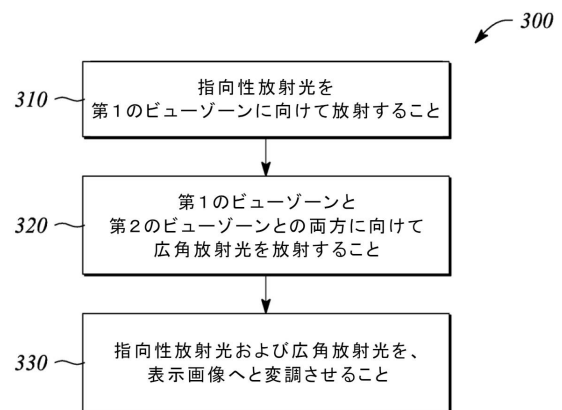 300
310
指向性放射光を
第1のビューゾーンに向けて放射すること
320
第1のビューゾーンと
第2のビューゾーンとの両方に向けて
広角放射光を放射すること
330
指向性放射光および広角放射光を、
表示画像へと変調させること